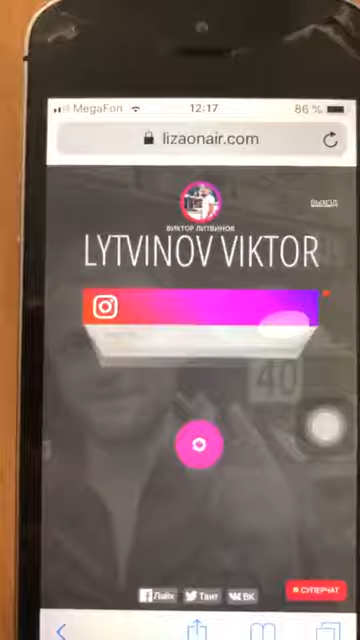 MegaFon 12:17 86 %
lizaonair.com
ВЫХОД
ВИКТОР ЛИТВИНОВ
LYTVINOV VIKTOR
40
Лайк Твит ВК
СУПЕРЧАТ